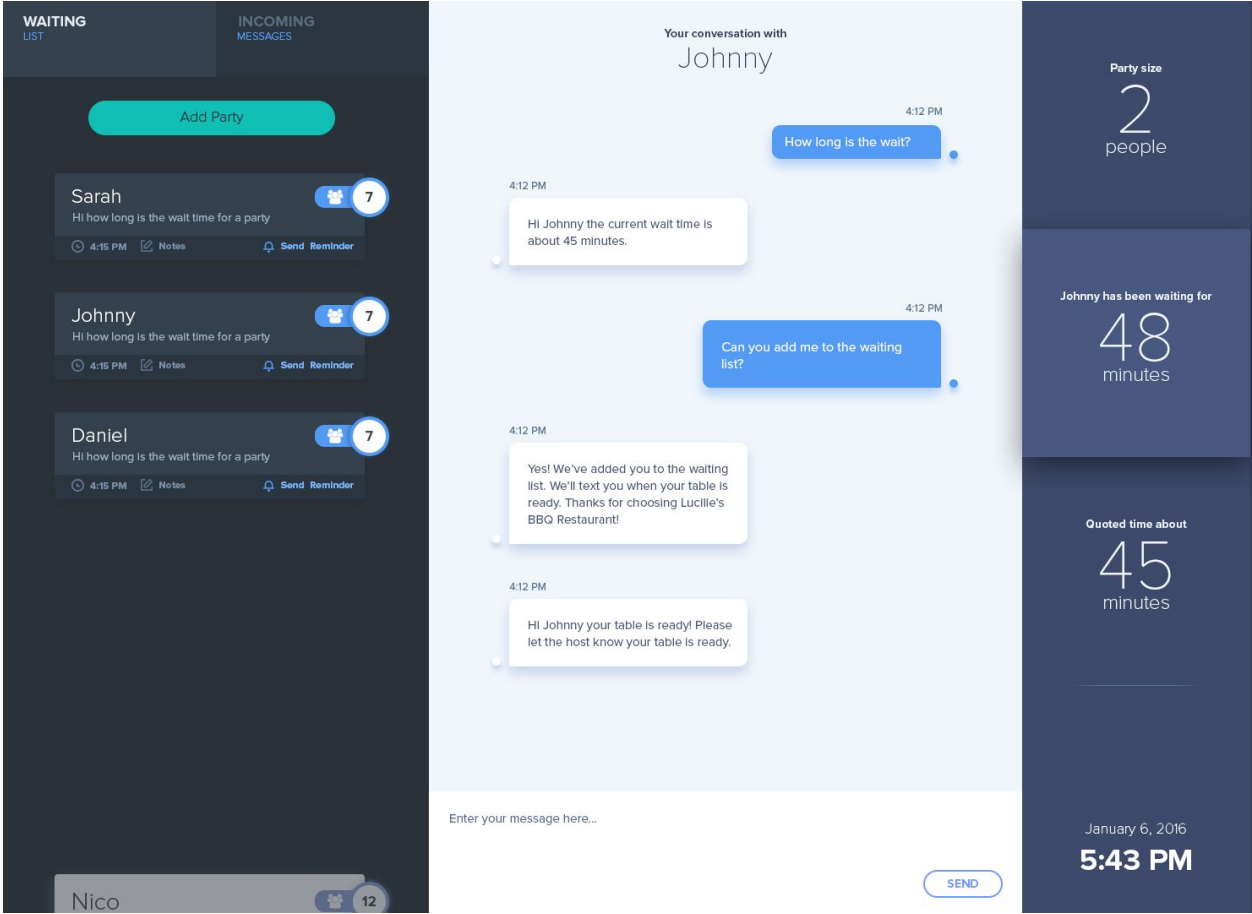 WAITING
LIST
INCOMING
MESSAGES
Add Party
Sarah
7
Hi how long is the wait time for a party
4:15 PM Notes Send Reminder
Johnny
7
Hi how long is the wait time for a party
4:15 PM Notes Send Reminder
Daniel
7
Hi how long is the wait time for a party
4:15 PM Notes Send Reminder
Nico
12
Your conversation with
Johnny
4:12 PM
How long is the wait?
4:12 PM
Hi Johnny the current wait time is
about 45 minutes.
4:12 PM
Can you add me to the waiting
list?
4:12 PM
Yes! We've added you to the waiting
list. We'll text you when your table is
ready. Thanks for choosing Lucille's
BBQ Restaurant!
4:12 PM
Hi Johnny your table is ready! Please
let the host know your table is ready.
Enter your message here...
SEND
Party size
2
people
Johnny has been waiting for
48
minutes
Quoted time about
45
minutes
January 6, 2016
5:43 PM